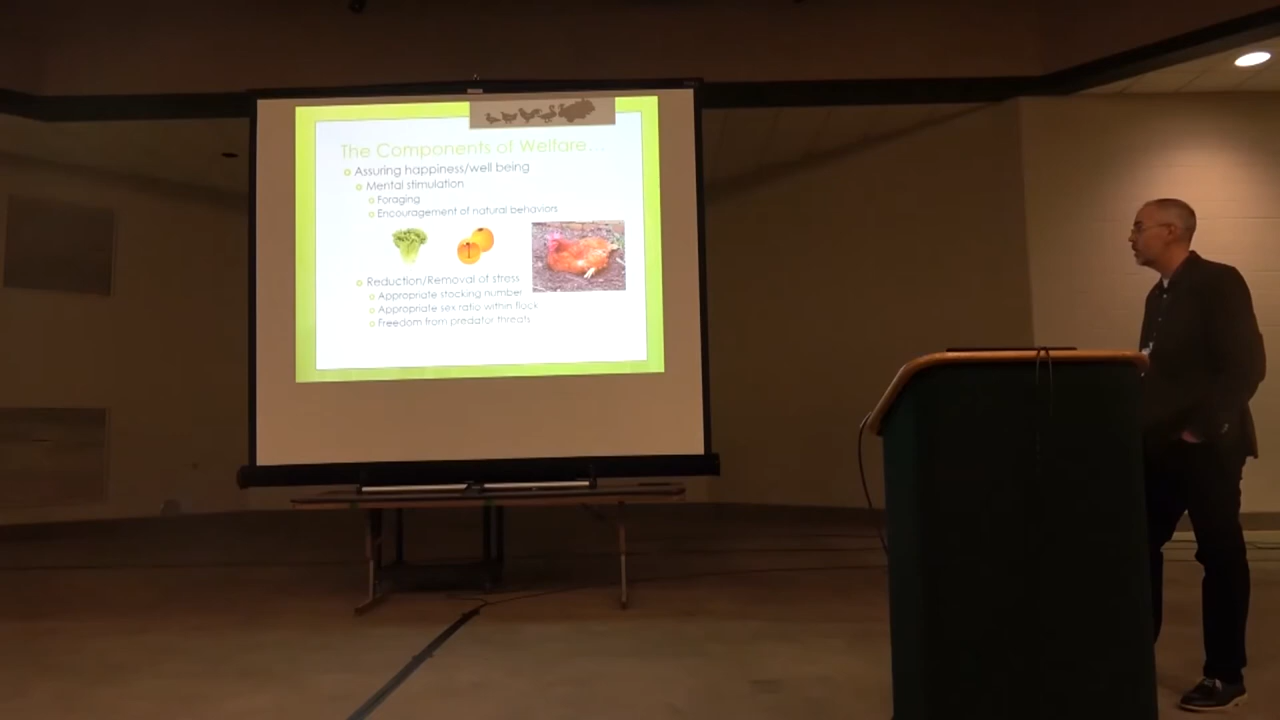 The Components of Welfare...
Assuring happiness/well being
Mental stimulation
Foraging
Encouragement of natural behaviors
Reduction/Removal of stress
Appropriate stocking number
Appropriate sex ratio within flock
Freedom from predator threats